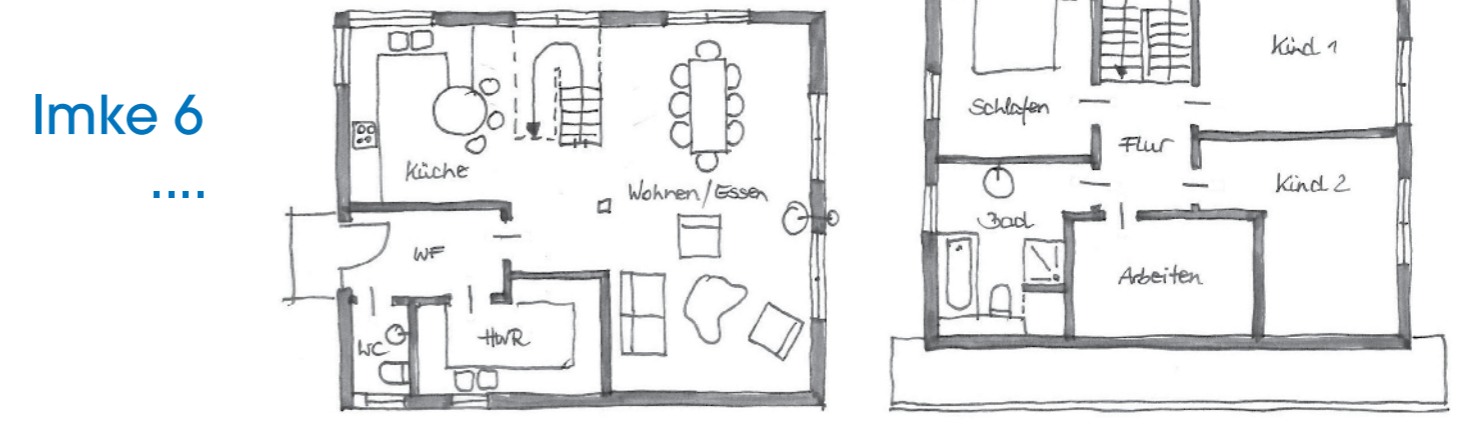 Imke 6
....
Küche
Wohnen/Essen
WF
WC
HWR
Kind 1
Schlafen
Flur
Kind 2
Bad
Arbeiten